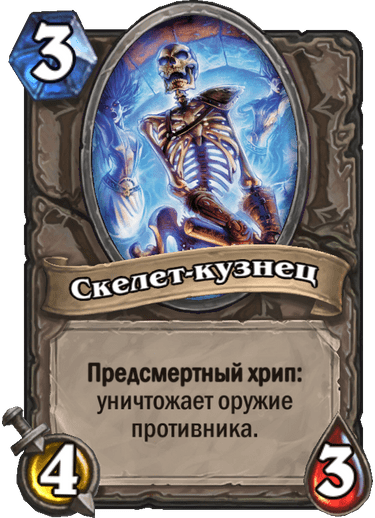 3
Скелет-кузнец
Предсмертный хрип:
уничтожает оружие
противника.
4
3